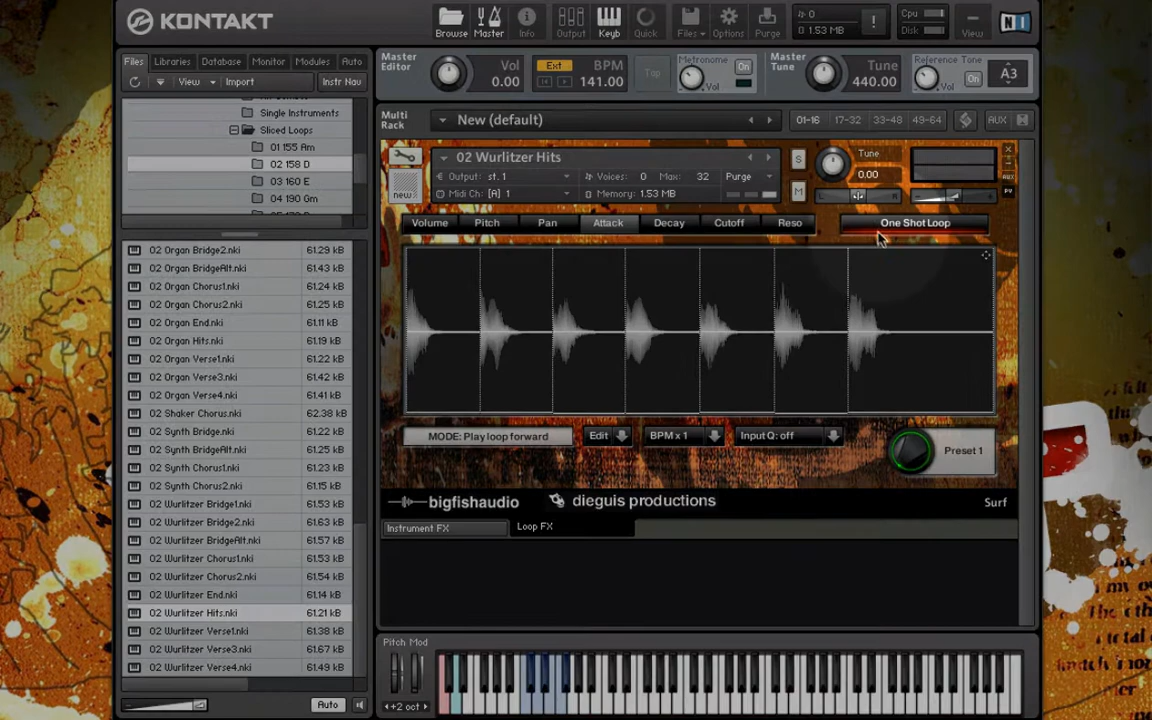 KONTAKT
Browse Master Info Output Keyb Quick Files Options Purge
0
1.53 MB
!
Cpu
Disk
View
Files Libraries Database Monitor Modules Auto
View Import Instr Nav
Single Instruments
Sliced Loops
01 155 Am
02 158 D
03 160 E
04 190 Gm
02 Organ Bridge2.nki 61.29 kB
02 Organ BridgeAlt.nki 61.43 kB
02 Organ Chorus1.nki 61.24 kB
02 Organ Chorus2.nki 61.25 kB
02 Organ End.nki 61.11 kB
02 Organ Hits.nki 61.19 kB
02 Organ Verse1.nki 61.22 kB
02 Organ Verse3.nki 61.42 kB
02 Organ Verse4.nki 61.41 kB
02 Shaker Chorus.nki 62.38 kB
02 Synth Bridge.nki 61.22 kB
02 Synth BridgeAlt.nki 61.25 kB
02 Synth Chorus1.nki 61.23 kB
02 Synth Chorus2.nki 61.15 kB
02 Wurlitzer Bridge1.nki 61.53 kB
02 Wurlitzer Bridge2.nki 61.63 kB
02 Wurlitzer BridgeAlt.nki 61.57 kB
02 Wurlitzer Chorus1.nki 61.53 kB
02 Wurlitzer Chorus2.nki 61.54 kB
02 Wurlitzer End.nki 61.14 kB
02 Wurlitzer Hits.nki 61.21 kB
02 Wurlitzer Verse1.nki 61.38 kB
02 Wurlitzer Verse3.nki 61.67 kB
02 Wurlitzer Verse4.nki 61.49 kB
Auto
Master Editor
Vol 0.00
Ext BPM 141.00
Tap
Metronome
On
Vol
Master Tune
Tune 440.00
Reference Tone
Vol On
A3
Multi Rack
New (default)
01-16 17-32 33-48 49-64 AUX
02 Wurlitzer Hits
Output: st. 1 Voices: 0 Max: 32 Purge
new...
Midi Ch: [A] 1 Memory: 1.53 MB
S
M
Tune
0.00
L R
AUX
PV
Volume Pitch Pan Attack Decay Cutoff Reso One Shot Loop
MODE: Play loop forward Edit BPM x 1 Input Q: off
Preset 1
bigfishaudio dieguis productions Surf
Instrument FX Loop FX
Pitch Mod
+2 oct